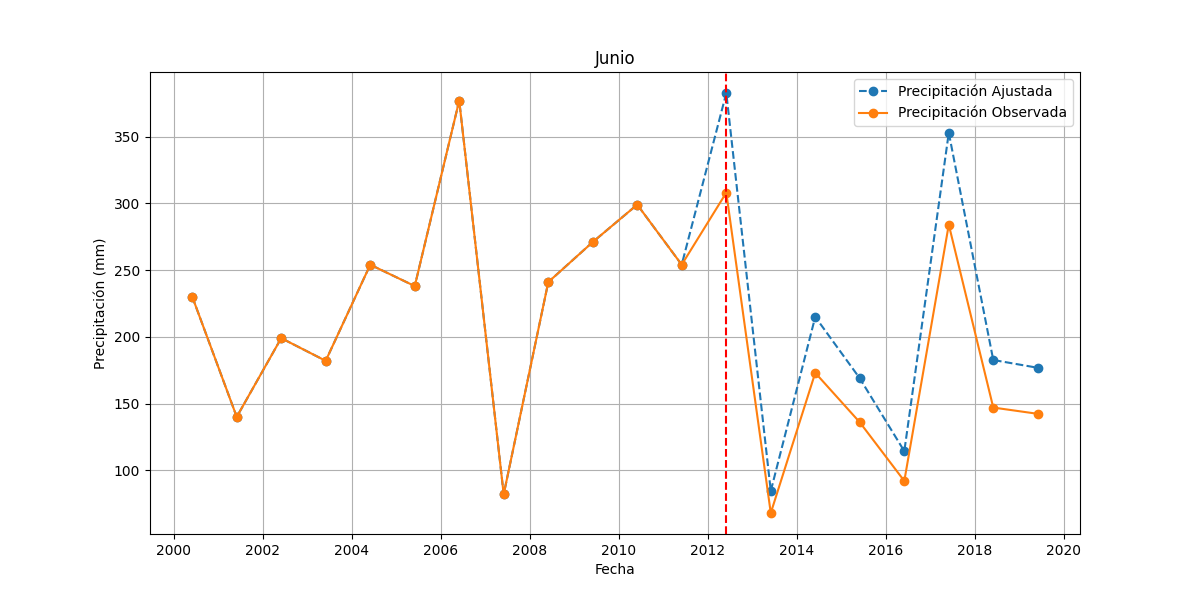 Junio
Precipitación Ajustada
Precipitación Observada
Precipitación (mm)
350
300
250
200
150
100
2000 2002 2004 2006 2008 2010 2012 2014 2016 2018 2020
Fecha